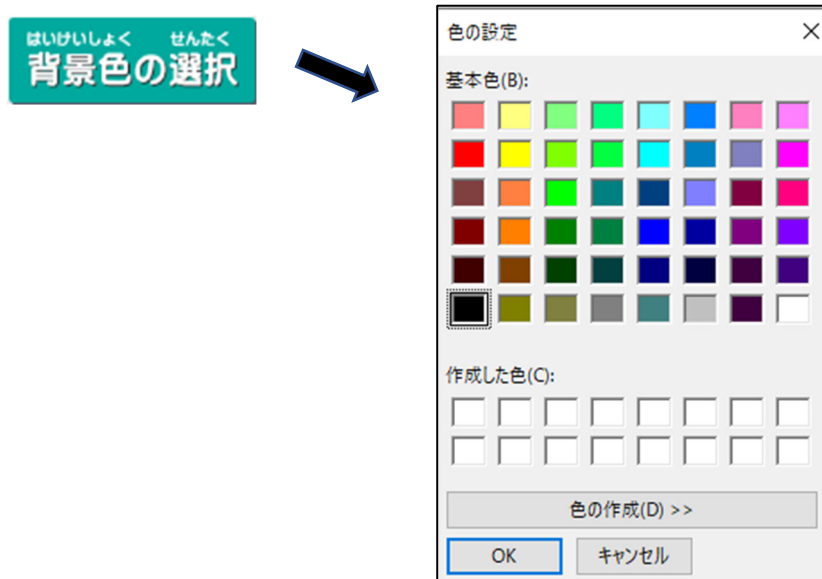 はいけいしょく せんたく
背景色の選択
色の設定
基本色(B):
作成した色(C):
色の作成(D) >>
OK キャンセル